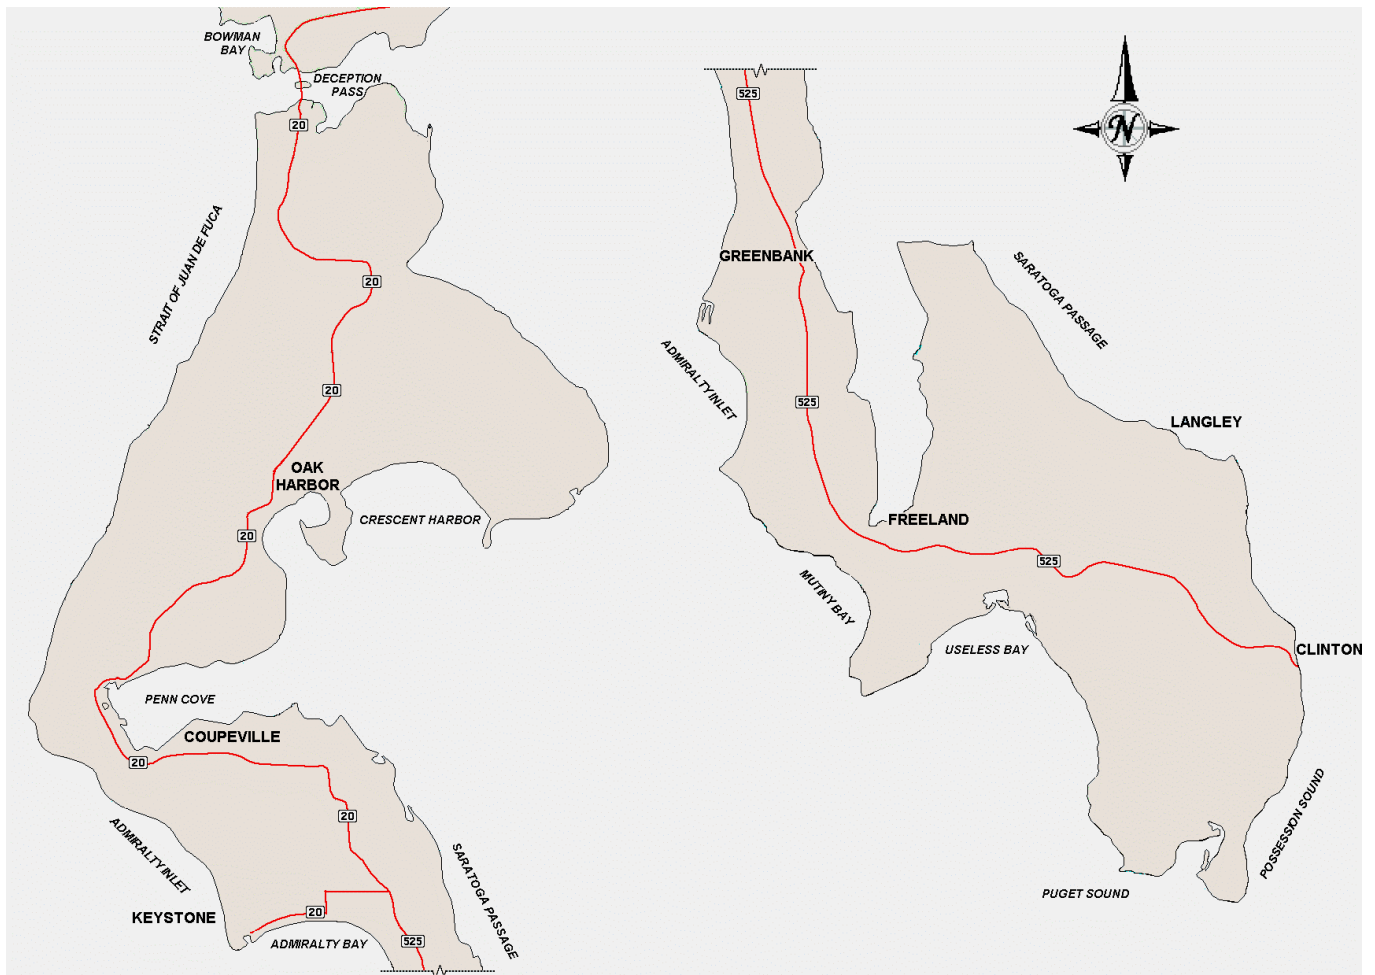 BOWMAN
BAY
DECEPTION
PASS
20
STRAIT OF JUAN DE FUCA
20
20
OAK
HARBOR
CRESCENT HARBOR
20
PENN COVE
COUPEVILLE
20
20
ADMIRALTY INLET
SARATOGA PASSAGE
KEYSTONE
20
ADMIRALTY BAY
525
525
N
GREENBANK
SARATOGA PASSAGE
ADMIRALTY INLET
525
LANGLEY
FREELAND
525
MUTINY BAY
USELESS BAY
CLINTON
POSSESSION SOUND
PUGET SOUND